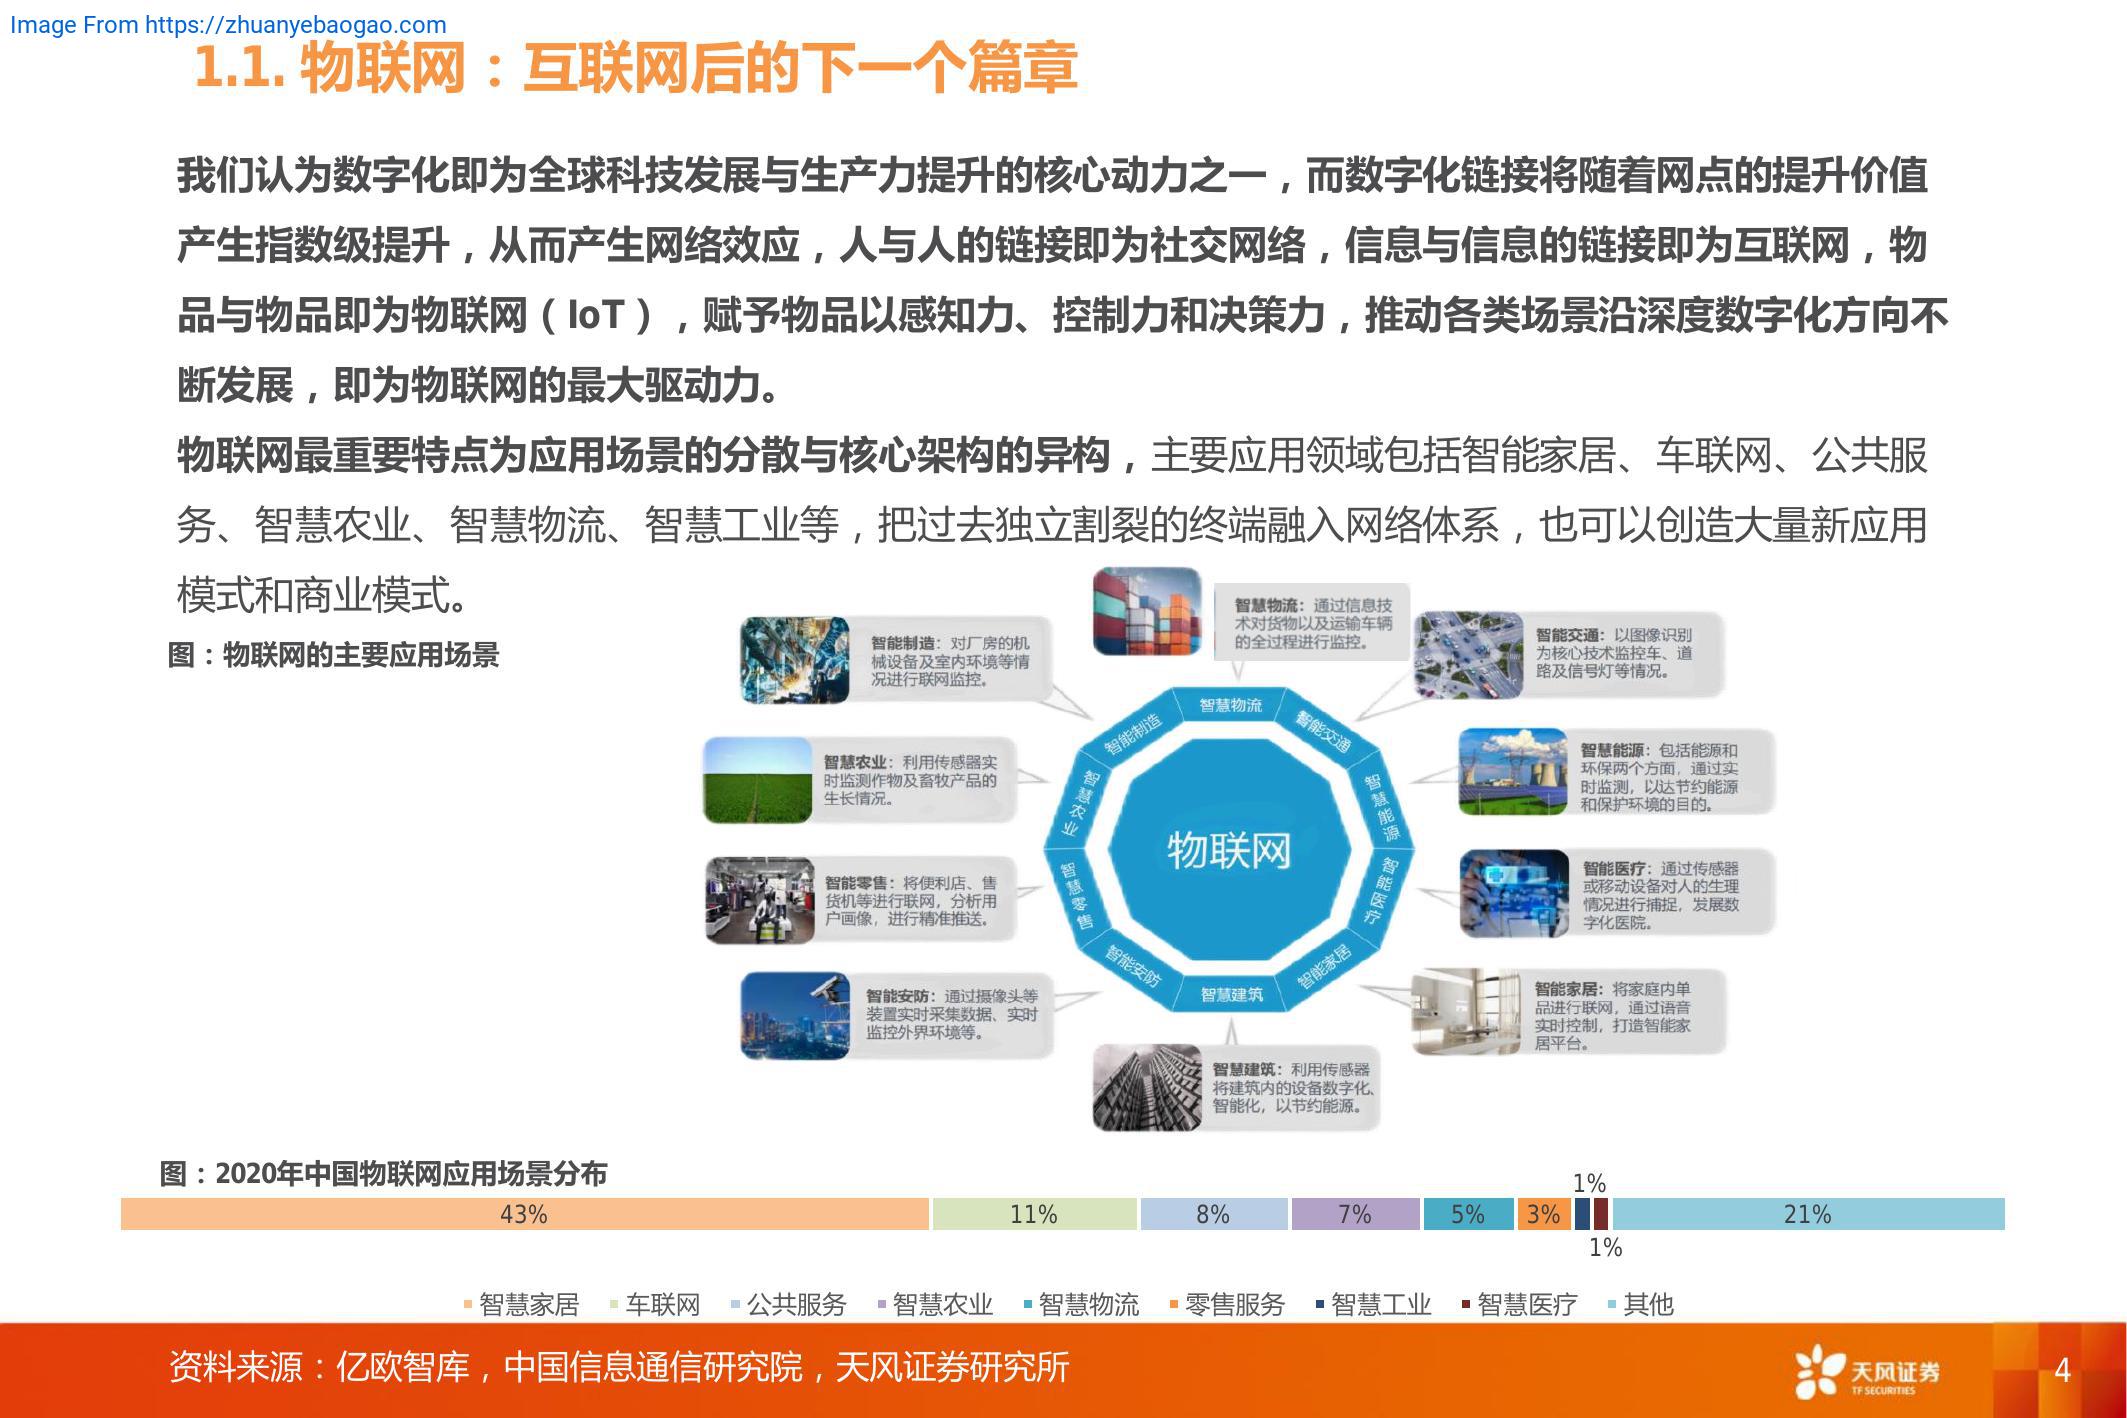 Image From https://zhuanyebaogao.com
1.1. 物联网：互联网后的下一个篇章
我们认为数字化即为全球科技发展与生产力提升的核心动力之一，而数字化链接将随着网点的提升价值
产生指数级提升，从而产生网络效应，人与人的链接即为社交网络，信息与信息的链接即为互联网，物
品与物品即为物联网（IoT），赋予物品以感知力、控制力和决策力，推动各类场景沿深度数字化方向不
断发展，即为物联网的最大驱动力。
物联网最重要特点为应用场景的分散与核心架构的异构，主要应用领域包括智能家居、车联网、公共服
务、智慧农业、智慧物流、智慧工业等，把过去独立割裂的终端融入网络体系，也可以创造大量新应用
模式和商业模式。
图：物联网的主要应用场景
智慧物流：通过信息技
术对货物以及运输车辆
的全过程进行监控。
智能制造：对厂房的机
械设备及室内环境等情
况进行联网监控。
智能交通：以图像识别
为核心技术监控车、道
路及信号灯等情况。
智慧农业：利用传感器实
时监测作物及畜牧产品的
生长情况。
智慧能源：包括能源和
环保两个方面，通过实
时监测，以达节约能源
和保护环境的目的。
智能零售：将便利店、售
货机等进行联网，分析用
户画像，进行精准推送。
智能医疗：通过传感器
或移动设备对人的生理
情况进行捕捉，发展数
字化医院。
智能安防：通过摄像头等
装置实时采集数据、实时
监控外界环境等。
智能家居：将家庭内单
品进行联网，通过语音
实时控制，打造智能家
居平台。
智慧建筑：利用传感器
将建筑内的设备数字化、
智能化，以节约能源。
智慧物流
智能交通
智慧能源
智能医疗
智能家居
智慧建筑
智能安防
智慧零售
智慧农业
智能制造
物联网
图：2020年中国物联网应用场景分布
43%
11%
8%
7%
5%
3%
1%
1%
21%
智慧家居 车联网 公共服务 智慧农业 智慧物流 零售服务 智慧工业 智慧医疗 其他
资料来源：亿欧智库，中国信息通信研究院，天风证券研究所
天风证券
TF SECURITIES
4